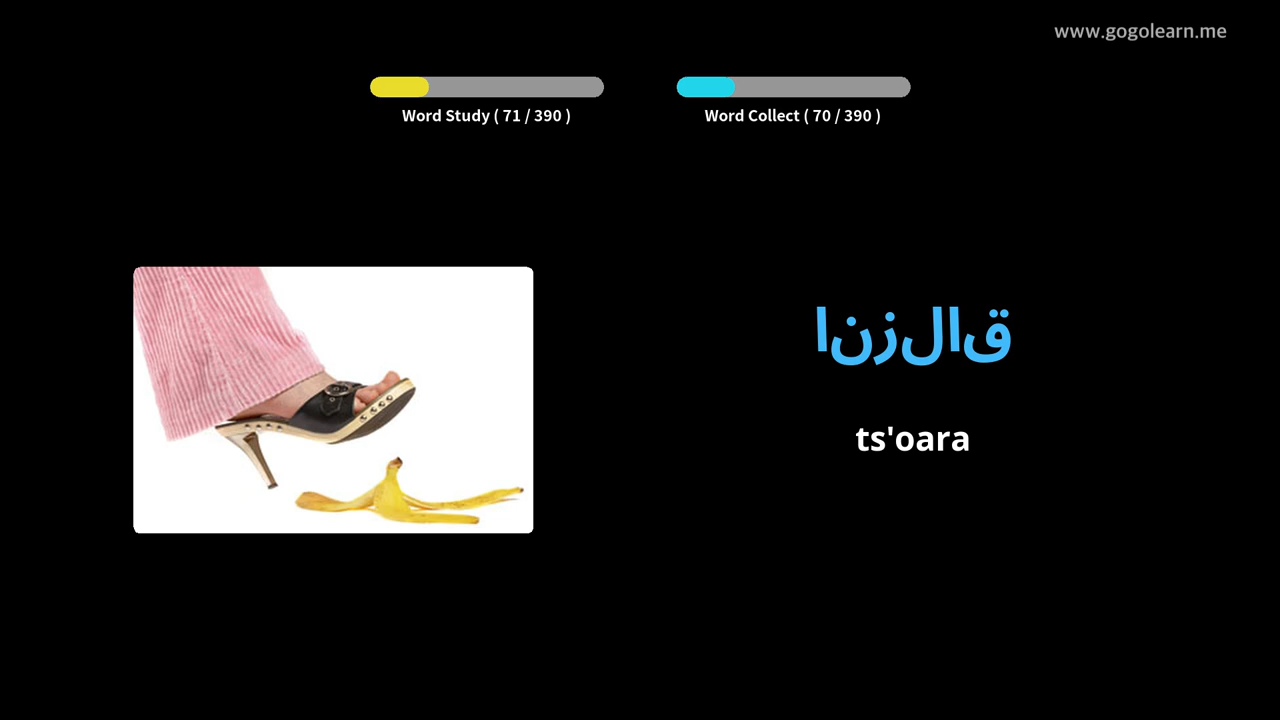 www.gogolearn.me
Word Study ( 71 / 390 )
Word Collect ( 70 / 390 )
انزلاق
ts'oara